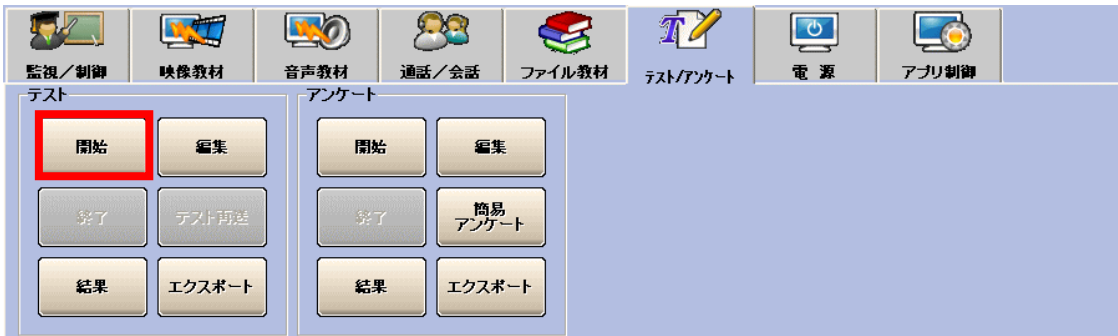 監視／制御
映像教材
音声教材
通話／会話
ファイル教材
テスト/アンケート
電 源
アプリ制御
テスト
開始
編集
終了
テスト再送
結果
エクスポート
アンケート
開始
編集
終了
簡易
アンケート
結果
エクスポート